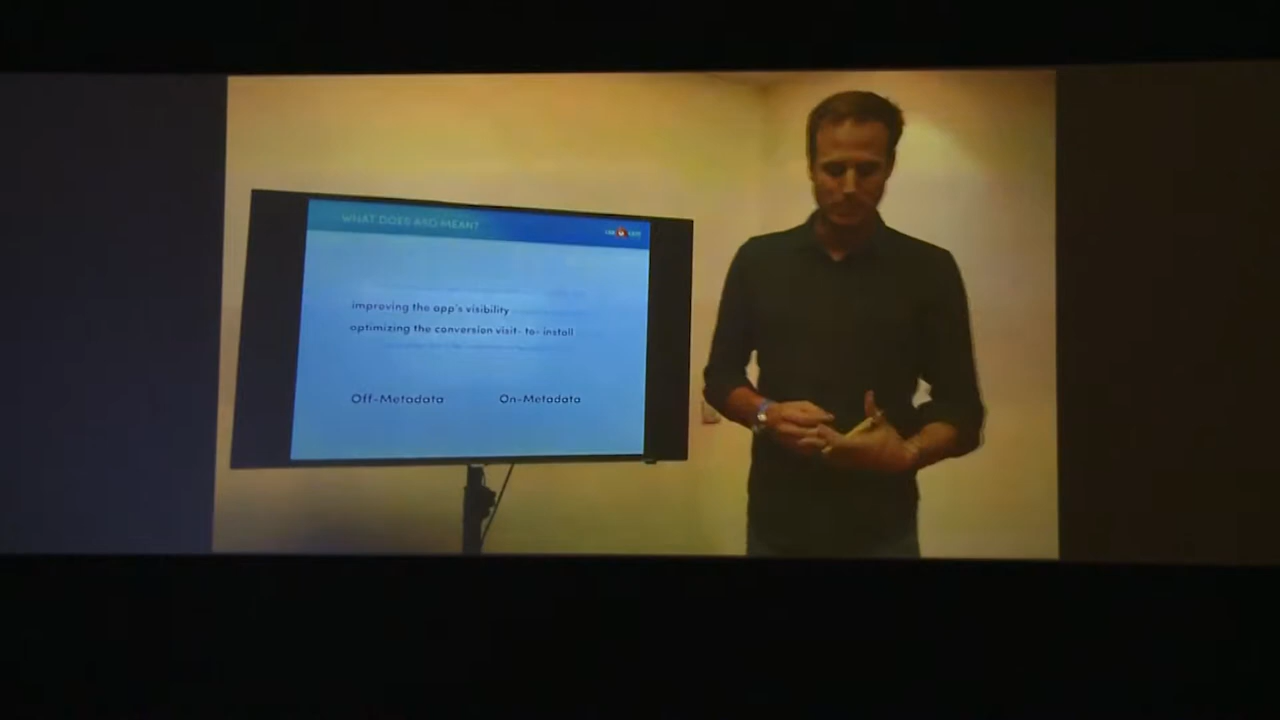 WHAT DOES ASO MEAN?
improving the app's visibility
optimizing the conversion visit- to- install
Off-Metadata
On-Metadata